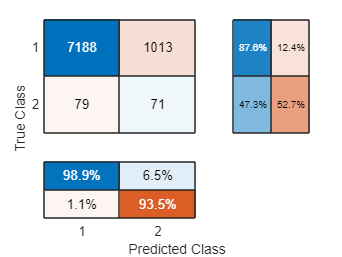 True Class
1 7188 1013 87.6% 12.4%
2 79 71 47.3% 52.7%
98.9% 6.5%
1.1% 93.5%
1 2
Predicted Class